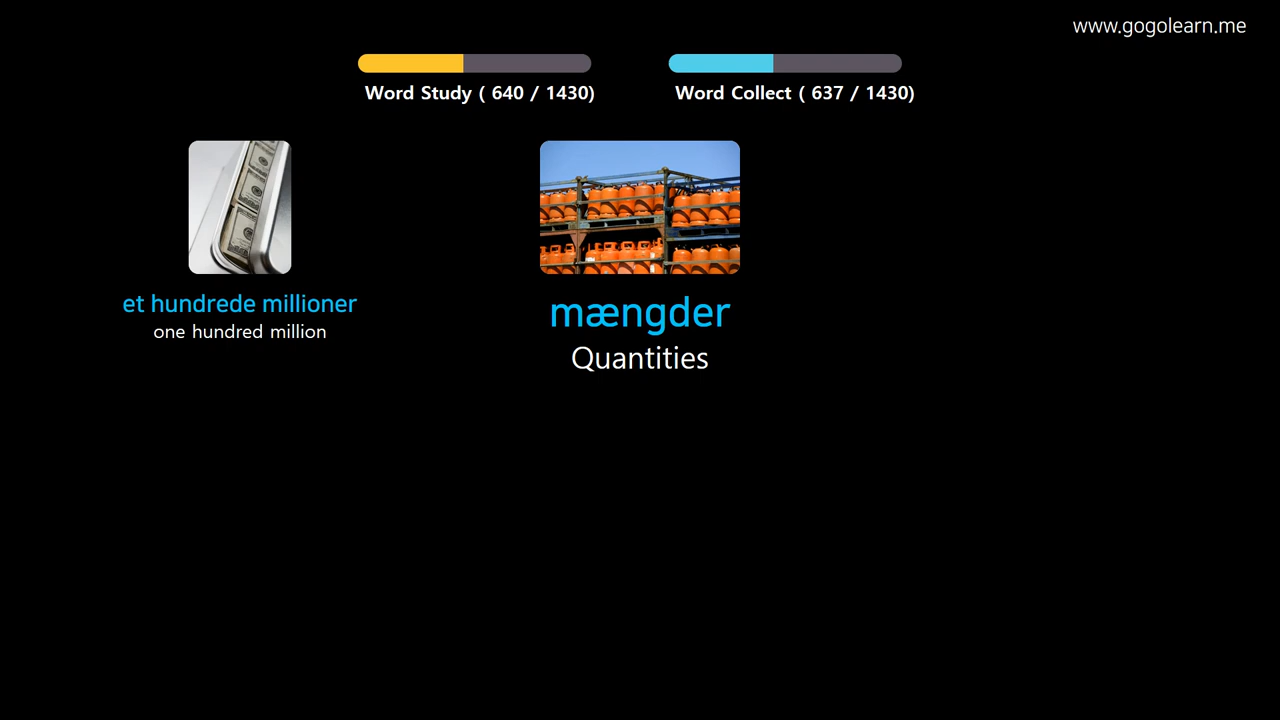 www.gogolearn.me
Word Study ( 640 / 1430)
Word Collect ( 637 / 1430)
et hundrede millioner
one hundred million
mængder
Quantities